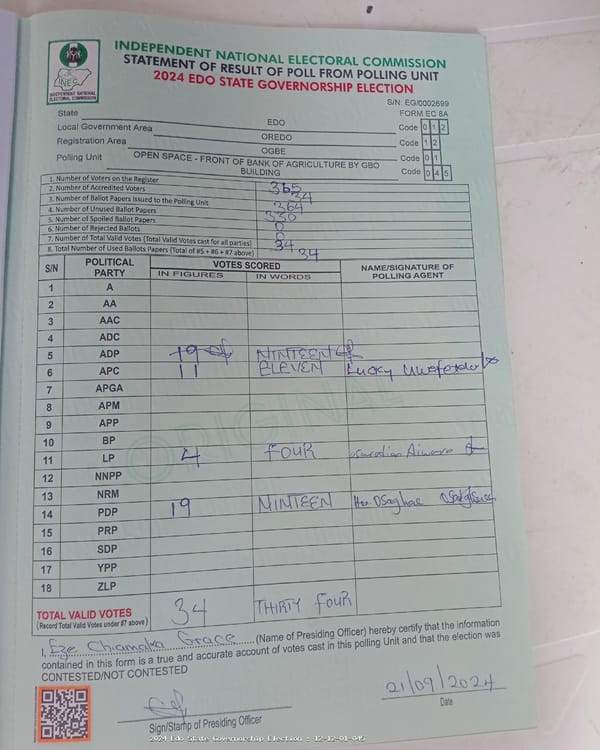 INEC
INDEPENDENT NATIONAL ELECTORAL COMMISSION
INDEPENDENT NATIONAL ELECTORAL COMMISSION
STATEMENT OF RESULT OF POLL FROM POLLING UNIT
2024 EDO STATE GOVERNORSHIP ELECTION
S/N: EG/0002699
FORM EC 8A
State EDO Code 0 1 2
Local Government Area OREDO Code 1 2
Registration Area OGBE Code 0 1
Polling Unit OPEN SPACE - FRONT OF BANK OF AGRICULTURE BY GBO BUILDING Code 0 4 5
1. Number of Voters on the Register 365
2. Number of Accredited Voters 34
3. Number of Ballot Papers Issued to the Polling Unit 364
4. Number of Unused Ballot Papers 330
5. Number of Spoiled Ballot Papers 0
6. Number of Rejected Ballots 0
7. Number of Total Valid Votes (Total Valid Votes cast for all parties) 34
8. Total Number of Used Ballots Papers (Total of #5 + #6 + #7 above) 34
S/N POLITICAL PARTY VOTES SCORED NAME/SIGNATURE OF POLLING AGENT
IN FIGURES IN WORDS
1 A
2 AA
3 AAC
4 ADC
5 ADP 19 NINTEEN
6 APC 11 ELEVEN Lucky
7 APGA
8 APM
9 APP
10 BP
11 LP 4 FOUR
12 NNPP
13 NRM
14 PDP 19 NINTEEN Hon Osaghae
15 PRP
16 SDP
17 YPP
18 ZLP
ORIGINAL
TOTAL VALID VOTES 34 THIRTY FOUR
(Record Total Valid Votes under #7 above)
I, Eze Chiamaka Grace (Name of Presiding Officer) hereby certify that the information
contained in this form is a true and accurate account of votes cast in this polling Unit and that the election was
CONTESTED/NOT CONTESTED
21/09/2024
Sign/Stamp of Presiding Officer Date
2024 Edo State Governorship Election : 12-12-01-045